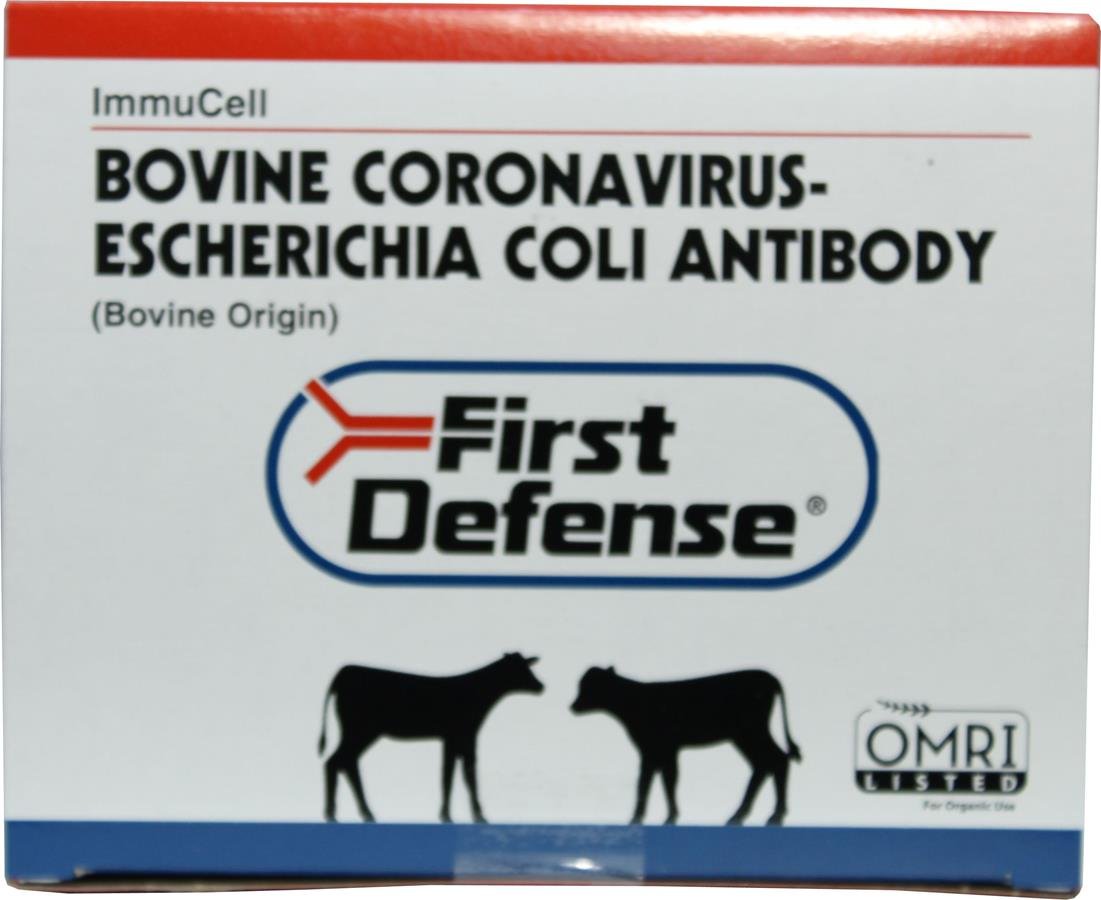 ImmuCell
BOVINE CORONAVIRUS-
ESCHERICHIA COLI ANTIBODY
(Bovine Origin)
First
Defense®
OMRI
LISTED
For Organic Use